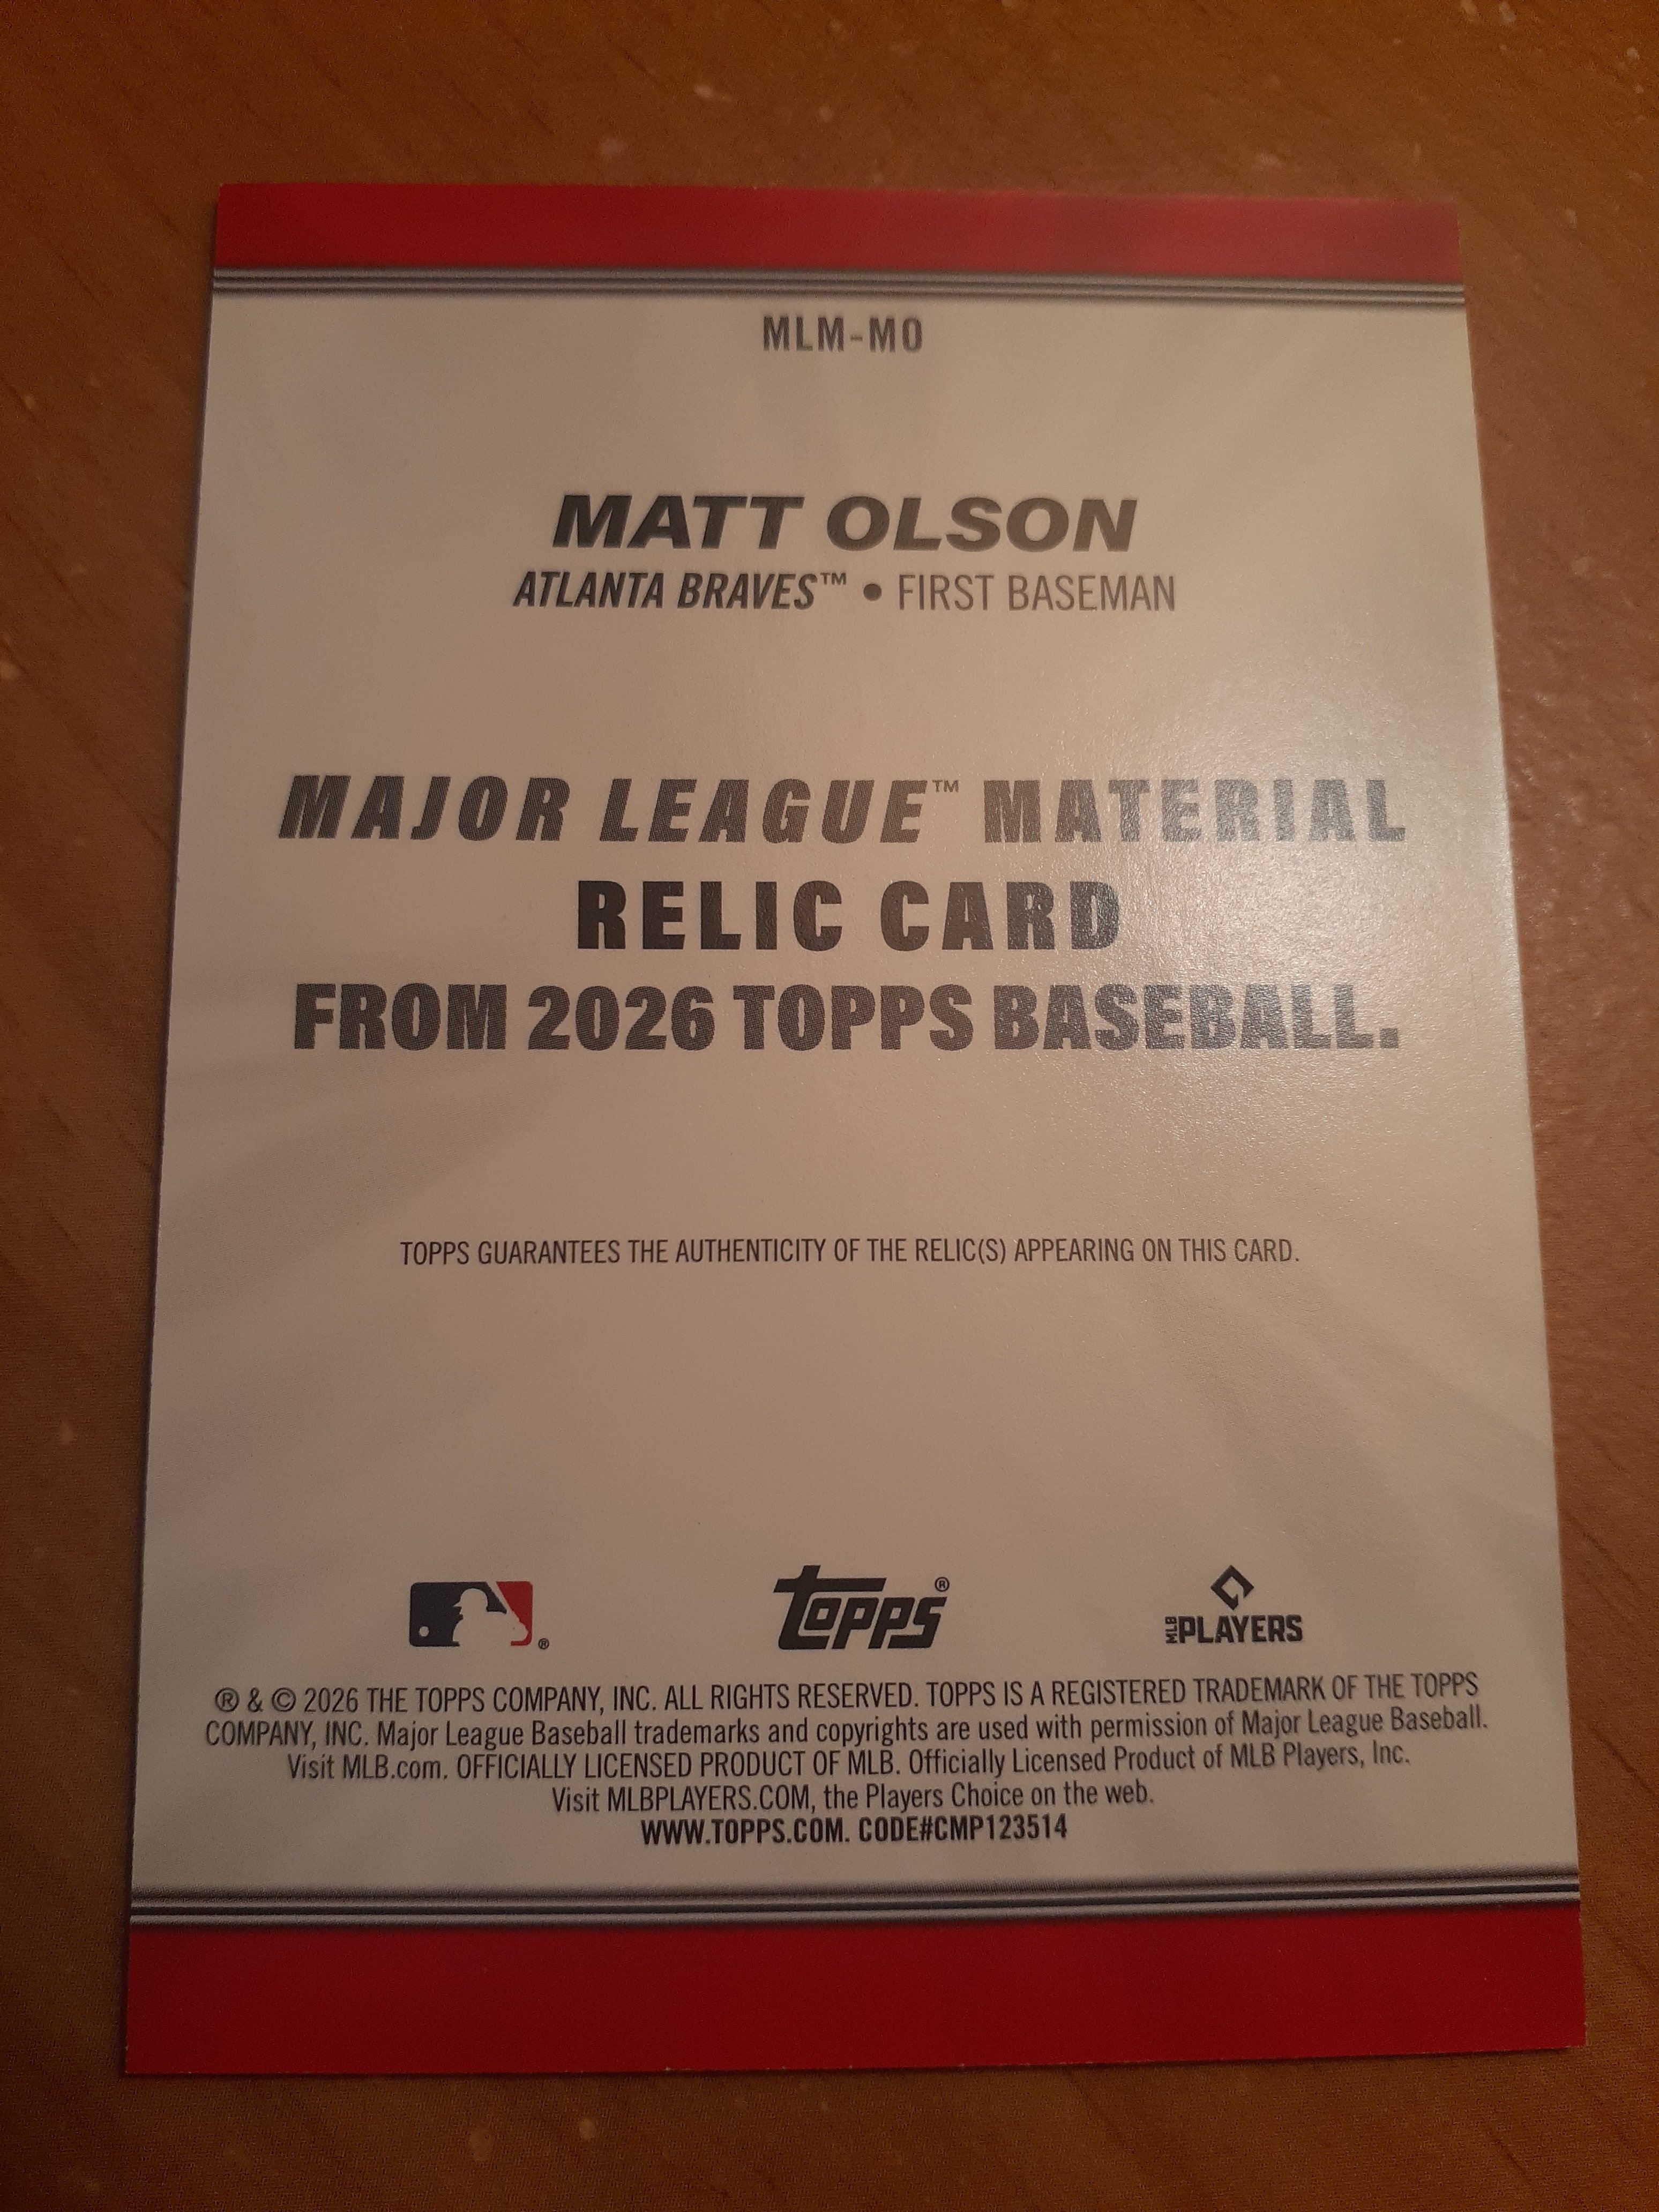 MLM-MO
MATT OLSON
ATLANTA BRAVES™ • FIRST BASEMAN
MAJOR LEAGUE™ MATERIAL
RELIC CARD
FROM 2026 TOPPS BASEBALL.
TOPPS GUARANTEES THE AUTHENTICITY OF THE RELIC(S) APPEARING ON THIS CARD.
® topps® MLB PLAYERS
® & © 2026 THE TOPPS COMPANY, INC. ALL RIGHTS RESERVED. TOPPS IS A REGISTERED TRADEMARK OF THE TOPPS
COMPANY, INC. Major League Baseball trademarks and copyrights are used with permission of Major League Baseball.
Visit MLB.com. OFFICIALLY LICENSED PRODUCT OF MLB. Officially Licensed Product of MLB Players, Inc.
Visit MLBPLAYERS.COM, the Players Choice on the web.
WWW.TOPPS.COM. CODE#CMP123514